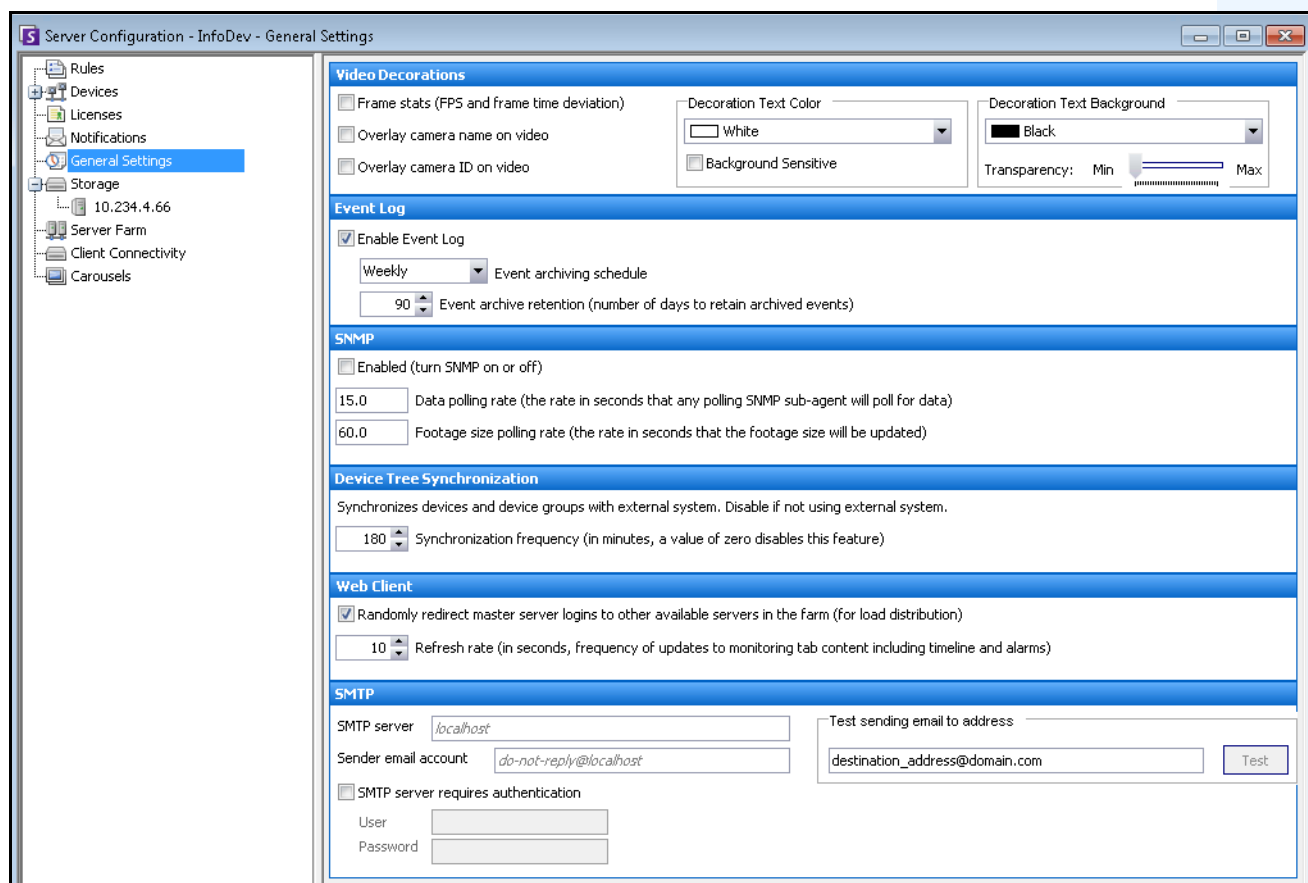 Server Configuration - InfoDev - General Settings
Rules
Devices
Licenses
Notifications
General Settings
Storage
10.234.4.66
Server Farm
Client Connectivity
Carousels
Video Decorations
Frame stats (FPS and frame time deviation)
Overlay camera name on video
Overlay camera ID on video
Decoration Text Color
White
Background Sensitive
Decoration Text Background
Black
Transparency: Min Max
Event Log
Enable Event Log
Weekly Event archiving schedule
90 Event archive retention (number of days to retain archived events)
SNMP
Enabled (turn SNMP on or off)
15.0 Data polling rate (the rate in seconds that any polling SNMP sub-agent will poll for data)
60.0 Footage size polling rate (the rate in seconds that the footage size will be updated)
Device Tree Synchronization
Synchronizes devices and device groups with external system. Disable if not using external system.
180 Synchronization frequency (in minutes, a value of zero disables this feature)
Web Client
Randomly redirect master server logins to other available servers in the farm (for load distribution)
10 Refresh rate (in seconds, frequency of updates to monitoring tab content including timeline and alarms)
SMTP
SMTP server localhost
Sender email account do-not-reply@localhost
SMTP server requires authentication
User
Password
Test sending email to address
destination_address@domain.com Test